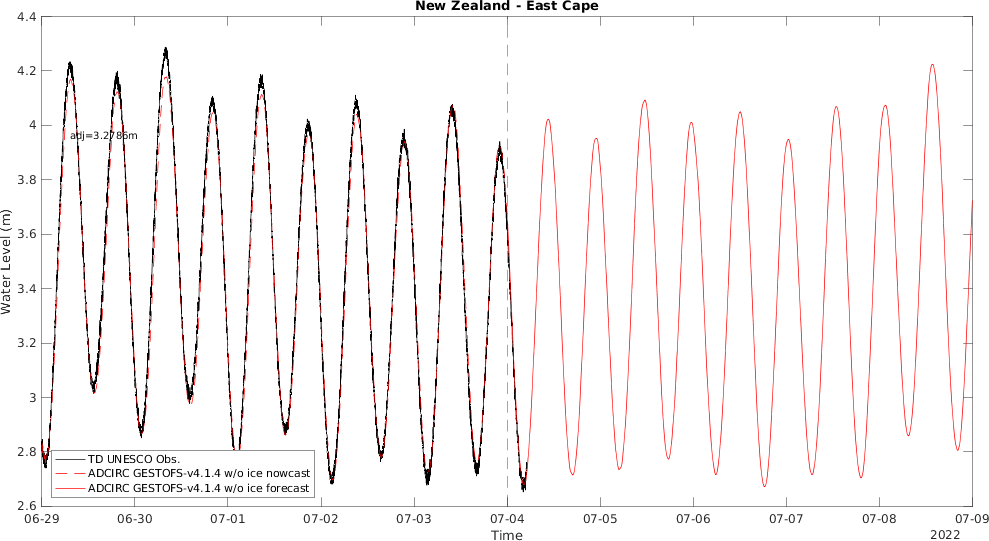 New Zealand - East Cape
4.4
4.2
4
3.8
3.6
3.4
3.2
3
2.8
2.6
Water Level (m)
adj=3.2786m
TD UNESCO Obs.
ADCIRC GESTOFS-v4.1.4 w/o ice nowcast
ADCIRC GESTOFS-v4.1.4 w/o ice forecast
06-29 06-30 07-01 07-02 07-03 07-04 07-05 07-06 07-07 07-08 07-09
Time
2022